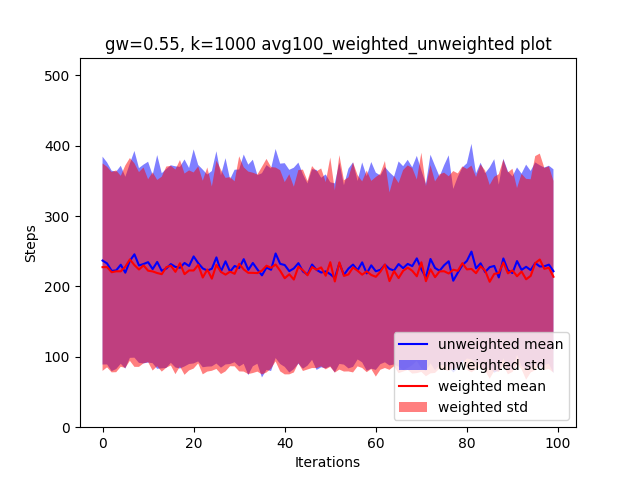 gw=0.55, k=1000 avg100_weighted_unweighted plot
500
400
300
200
100
0
Steps
unweighted mean
unweighted std
weighted mean
weighted std
0 20 40 60 80 100
Iterations